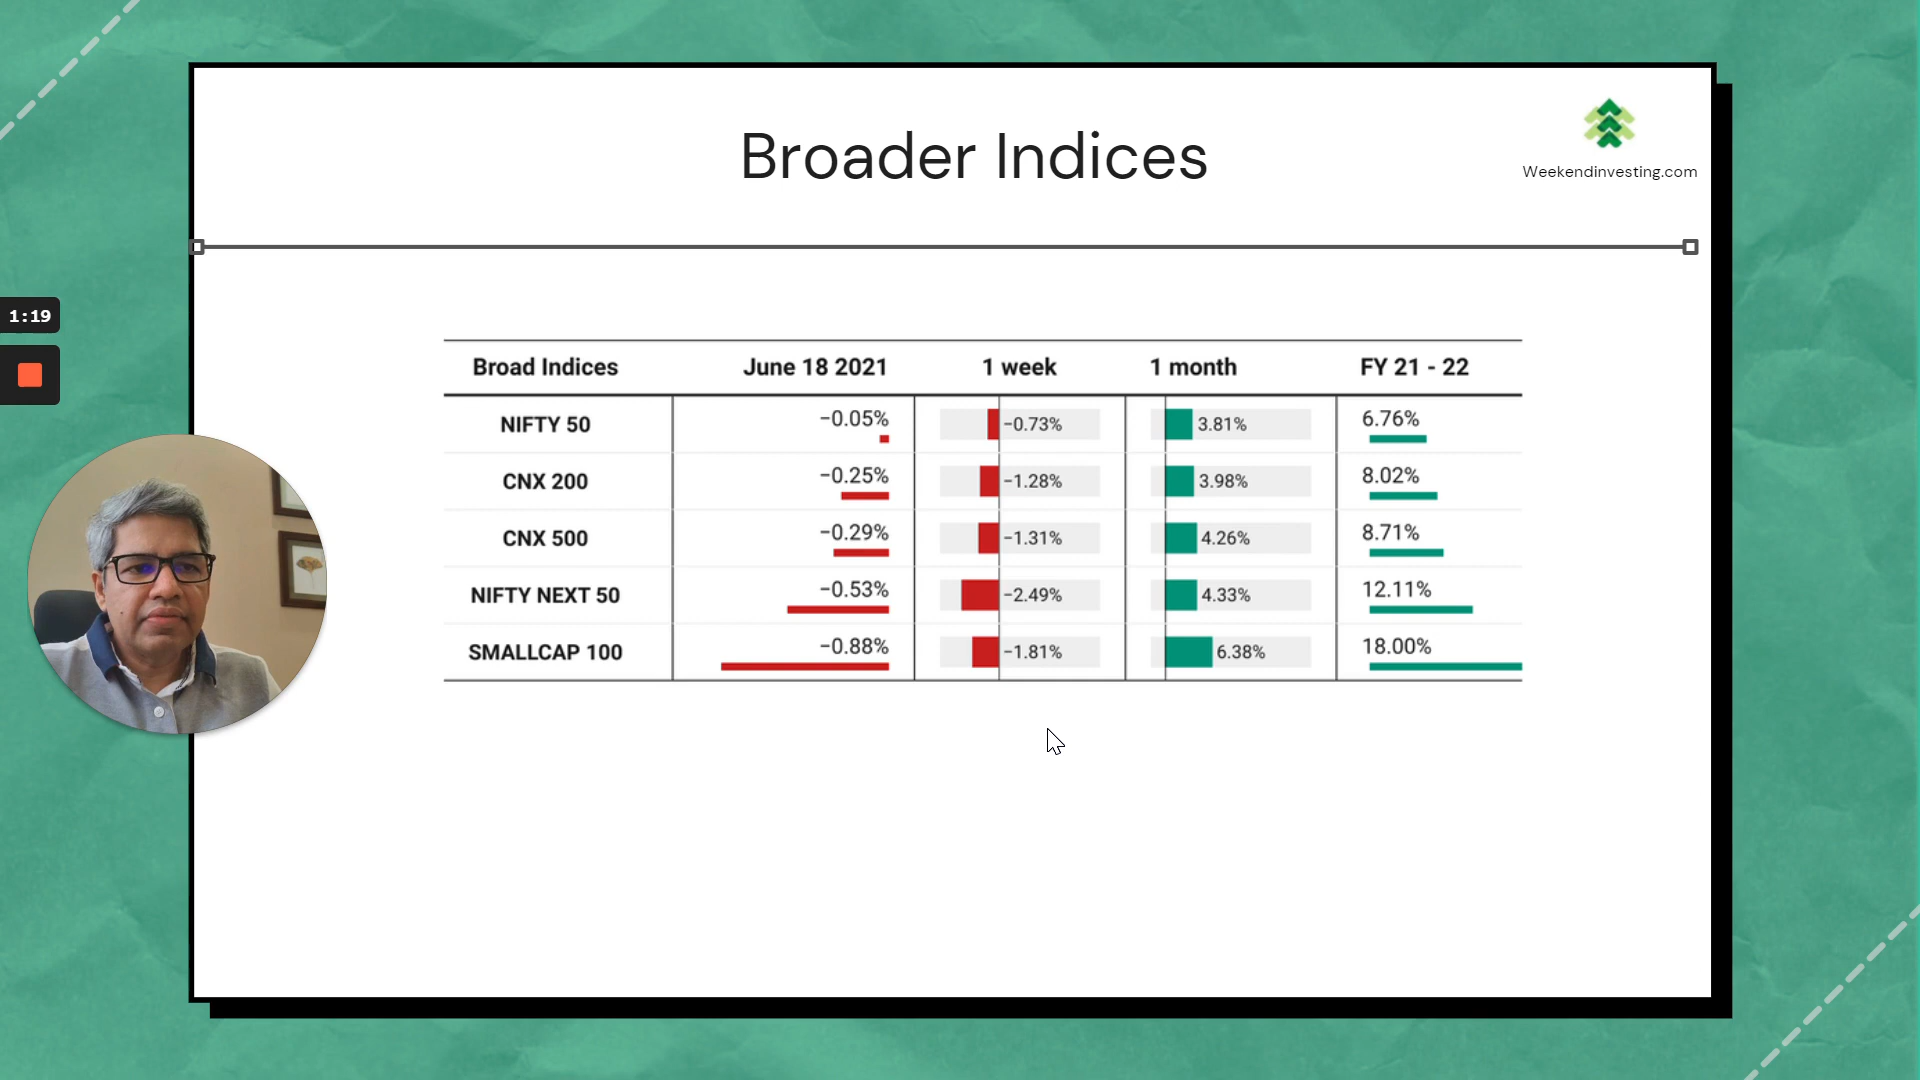 Broader Indices
Weekendinvesting.com
1:19
Broad Indices June 18 2021 1 week 1 month FY 21 - 22
NIFTY 50 −0.05% −0.73% 3.81% 6.76%
CNX 200 −0.25% −1.28% 3.98% 8.02%
CNX 500 −0.29% −1.31% 4.26% 8.71%
NIFTY NEXT 50 −0.53% −2.49% 4.33% 12.11%
SMALLCAP 100 −0.88% −1.81% 6.38% 18.00%